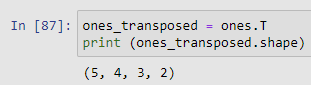 In [87]: ones_transposed = ones.T
print (ones_transposed.shape)
(5, 4, 3, 2)